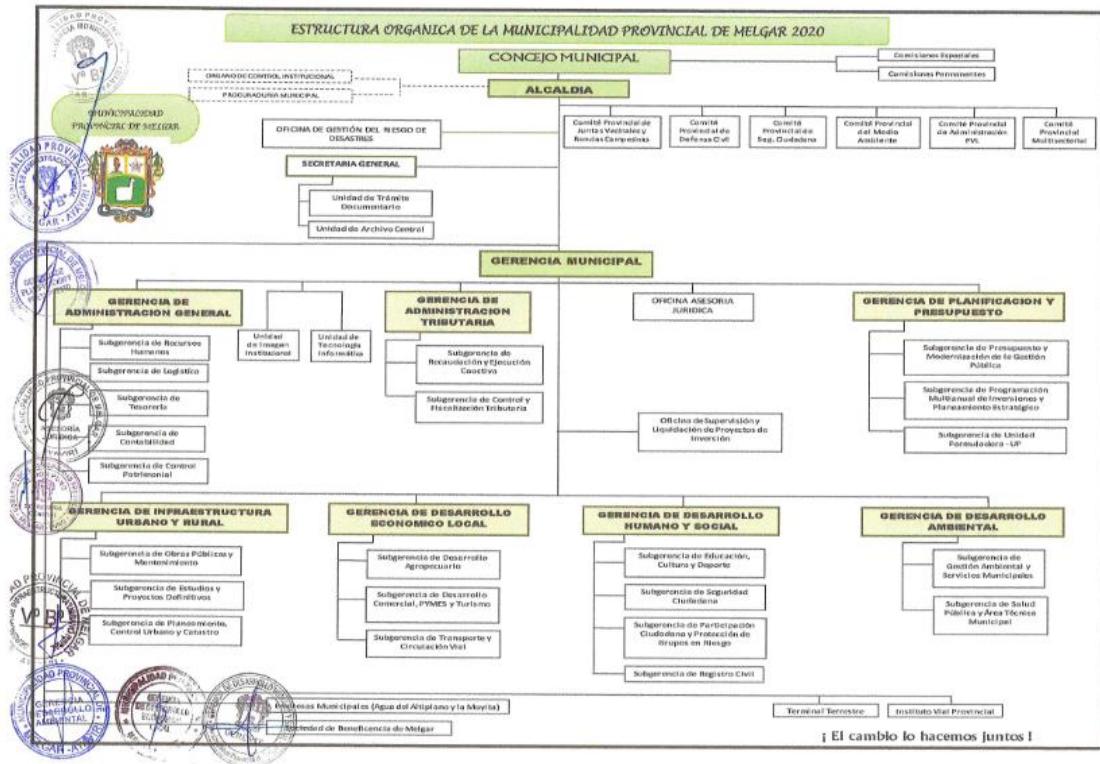 ESTRUCTURA ORGANICA DE LA MUNICIPALIDAD PROVINCIAL DE MELGAR 2020
CONCEJO MUNICIPAL
Comisiones Especiales
Comisiones Permanentes
ORGANO DE CONTROL INSTITUCIONAL
PROCURADURIA MUNICIPAL
ALCALDIA
MUNICIPALIDAD
PROVINCIAL DE MELGAR
OFICINA DE GESTIÓN DEL RIESGO DE
DESASTRES
Comité Provincial de
Juntas Vecinales y
Rondas Campesinas
Comité
Provincial de
Defensa Civil
Comité
Provincial de
Seg. Ciudadana
Comité Provincial
del Medio
Ambiente
Comité Provincial
de Administración
PVL
Comité
Provincial
Multisectorial
SECRETARIA GENERAL
Unidad de Trámite
Documentario
Unidad de Archivo Central
GERENCIA MUNICIPAL
GERENCIA DE
ADMINISTRACION GENERAL
Subgerencia de Recursos
Humanos
Subgerencia de Logística
Subgerencia de
Tesorería
Subgerencia de
Contabilidad
Subgerencia de Control
Patrimonial
Unidad
de Imagen
Institucional
Unidad de
Tecnología
Informática
GERENCIA DE
ADMINISTRACION
TRIBUTARIA
Subgerencia de
Recaudación y Ejecución
Coactiva
Subgerencia de Control y
Fiscalización Tributaria
OFICINA ASESORIA
JURIDICA
Oficina de Supervisión y
Liquidación de Proyectos de
Inversión
GERENCIA DE PLANIFICACION Y
PRESUPUESTO
Subgerencia de Presupuesto y
Modernización de la Gestión
Pública
Subgerencia de Programación
Multianual de Inversiones y
Planeamiento Estratégico
Subgerencia de Unidad
Formuladora - UF
GERENCIA DE INFRAESTRUCTURA
URBANO Y RURAL
Subgerencia de Obras Públicas y
Mantenimiento
Subgerencia de Estudios y
Proyectos Definitivos
Subgerencia de Planeamiento,
Control Urbano y Catastro
GERENCIA DE DESARROLLO
ECONOMICO LOCAL
Subgerencia de Desarrollo
Agropecuario
Subgerencia de Desarrollo
Comercial, PYMES y Turismo
Subgerencia de Transporte y
Circulación Vial
GERENCIA DE DESARROLLO
HUMANO Y SOCIAL
Subgerencia de Educación,
Cultura y Deporte
Subgerencia de Seguridad
Ciudadana
Subgerencia de Participación
Ciudadana y Protección de
Grupos en Riesgo
Subgerencia de Registro Civil
GERENCIA DE DESARROLLO
AMBIENTAL
Subgerencia de
Gestión Ambiental y
Servicios Municipales
Subgerencia de Salud
Pública y Área Técnica
Municipal
Municipales (Agua del Altiplano y la Moyita)
de Beneficencia de Melgar
Terminal Terrestre
Instituto Vial Provincial
¡ El cambio lo hacemos juntos !
MUNICIPALIDAD PROVINCIAL DE
GERENCIA
DESARROLLO
AMBIENTAL
MELGAR - AYAVIRI
VºBº
ASESORÍA
JURIDICA